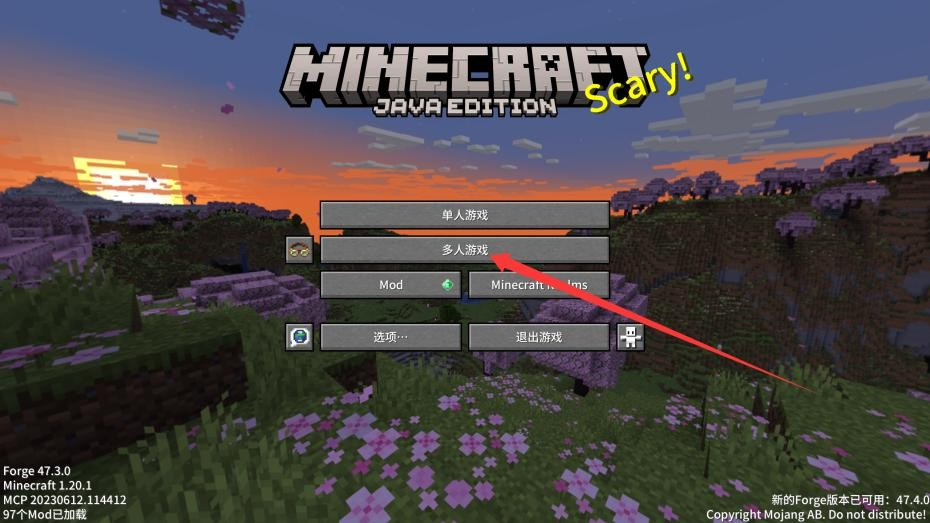 MINECRAFT
JAVA EDITION
Scary!
单人游戏
多人游戏
Mod
Minecraft
选项…
退出游戏
Forge 47.3.0
Minecraft 1.20.1
MCP 20230612.114412
97个Mod已加载
新的Forge版本已可用：47.4.0
Copyright Mojang AB. Do not distribute!